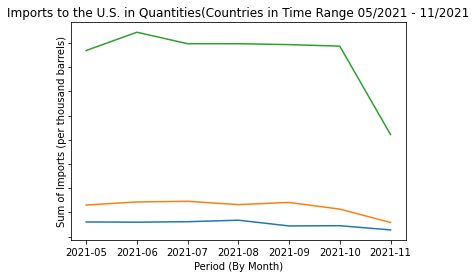 Imports to the U.S. in Quantities(Countries in Time Range 05/2021 - 11/2021
Sum of Imports (per thousand barrels)
2021-05 2021-06 2021-07 2021-08 2021-09 2021-10 2021-11
Period (By Month)